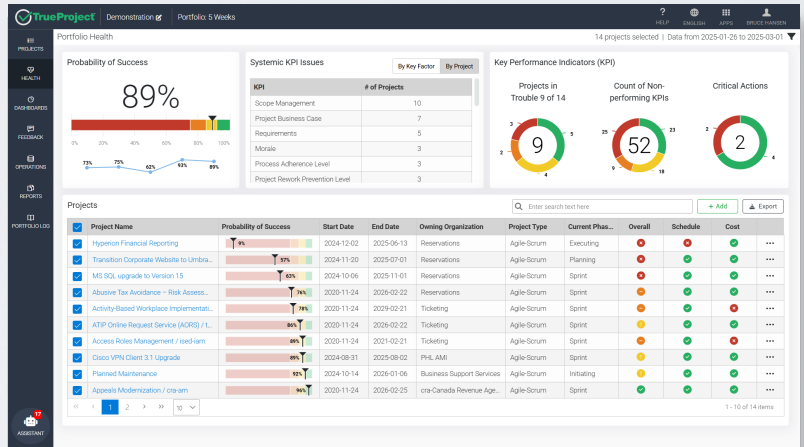 TrueProject
Demonstration
Portfolio: 5 Weeks
?
HELP
ENGLISH
APPS
BRUCE HANSEN
PROJECTS
HEALTH
DASHBOARDS
FEEDBACK
OPERATIONS
REPORTS
PORTFOLIO LOG
17
ASSISTANT
Portfolio Health
14 projects selected | Data from 2025-01-26 to 2025-03-01
Probability of Success
89%
0% 20% 40% 60% 80% 100%
73% 75% 62% 93% 89%
Systemic KPI Issues
By Key Factor By Project
KPI # of Projects
Scope Management 10
Project Business Case 7
Requirements 5
Morale 3
Process Adherence Level 3
Project Rework Prevention Level 3
Key Performance Indicators (KPI)
Projects in
Trouble 9 of 14
3 5 2 4
9
Count of Non-
performing KPIs
25 23 9 18
52
Critical Actions
2 4
2
Projects
Enter search text here
+ Add
Export
Project Name Probability of Success Start Date End Date Owning Organization Project Type Current Phas... Overall Schedule Cost
Hyperion Financial Reporting 9% 2024-12-02 2025-06-13 Reservations Agile-Scrum Executing ...
Transition Corporate Website to Umbra... 57% 2024-11-20 2025-07-01 Reservations Agile-Scrum Planning ...
MS SQL upgrade to Version 15 63% 2024-10-06 2025-11-01 Reservations Agile-Scrum Sprint ...
Abusive Tax Avoidance – Risk Assess... 76% 2020-11-24 2026-02-22 Reservations Agile-Scrum Sprint ...
Activity-Based Workplace Implementati... 78% 2020-11-24 2029-02-21 Ticketing Agile-Scrum Sprint ...
ATIP Online Request Service (AORS) / t... 86% 2020-11-24 2026-02-22 Ticketing Agile-Scrum Sprint ...
Access Roles Management / ised-iam 89% 2020-11-24 2021-02-21 Ticketing Agile-Scrum Sprint ...
Cisco VPN Client 3.1 Upgrade 89% 2024-08-31 2025-08-02 PHL AMI Agile-Scrum Sprint ...
Planned Maintenance 92% 2024-10-14 2026-01-06 Business Support Services Agile-Scrum Initiating ...
Appeals Modernization / cra-arn 96% 2020-11-24 2026-02-25 cra-Canada Revenue Age... Agile-Scrum Sprint ...
1 2 10
1 - 10 of 14 items